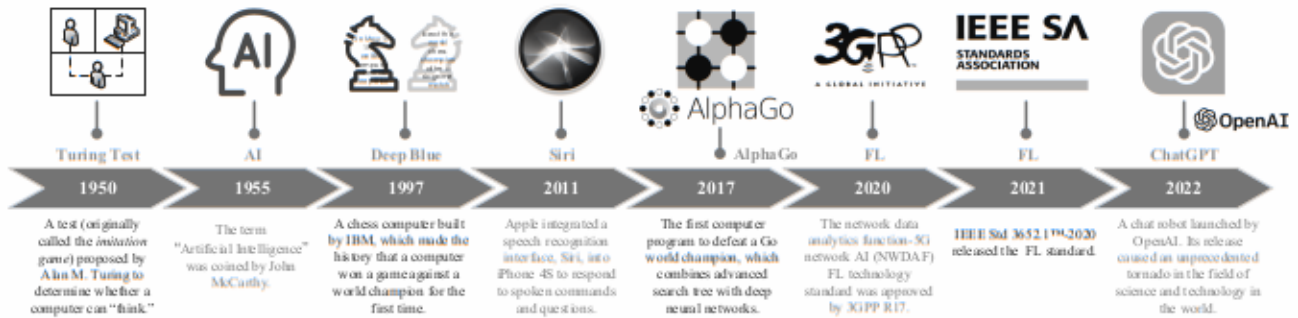 AI
3GPP
A GLOBAL INITIATIVE
IEEE SA
STANDARDS
ASSOCIATION
AlphaGo
OpenAI
Turing Test
AI
Deep Blue
Siri
AlphaGo
FL
FL
ChatGPT
1950
1955
1997
2011
2017
2020
2021
2022
A test (originally
called the imitation
game) proposed by
Alan M. Turing to
determine whether a
computer can "think."
The term
"Artificial Intelligence"
was coined by John
McCarthy.
A chess computer built
by IBM, which made the
history that a computer
won a game against a
world champion for the
first time.
Apple integrated a
speech recognition
interface, Siri, into
iPhone 4S to respond
to spoken commands
and questions.
The first computer
program to defeat a Go
world champion, which
combines advanced
search tree with deep
neural networks.
The network data
analytics function-5G
network AI (NWDAF)
FL technology
standard was approved
by 3GPP R17.
IEEE Std 3652.1™-2020
released the FL standard.
A chat robot launched by
OpenAI. Its release
caused an unprecedented
tornado in the field of
science and technology in
the world.